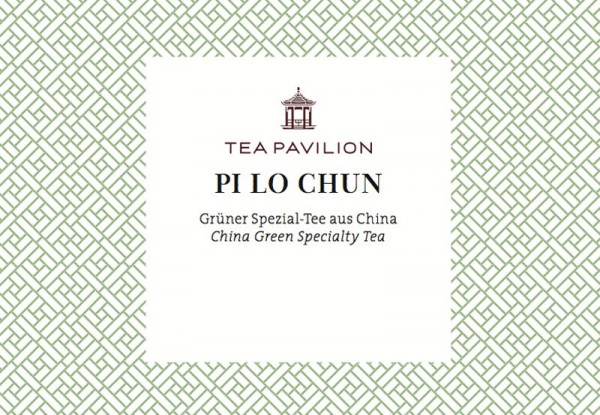 TEA PAVILION
PI LO CHUN
Grüner Spezial-Tee aus China
China Green Specialty Tea